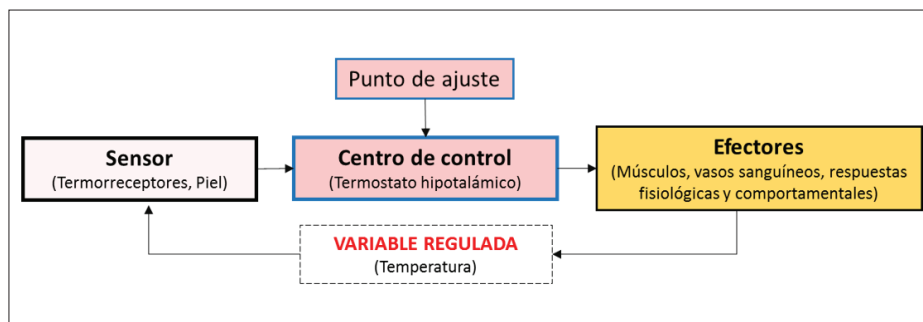 Punto de ajuste
Sensor
(Termorreceptores, Piel)
Centro de control
(Termostato hipotalámico)
Efectores
(Músculos, vasos sanguíneos, respuestas
fisiológicas y comportamentales)
VARIABLE REGULADA
(Temperatura)